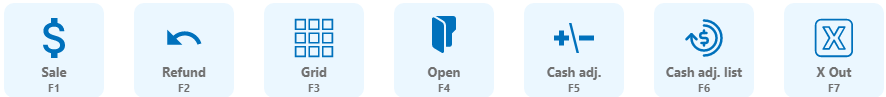 Sale
F1
Refund
F2
Grid
F3
Open
F4
Cash adj.
F5
Cash adj. list
F6
X Out
F7